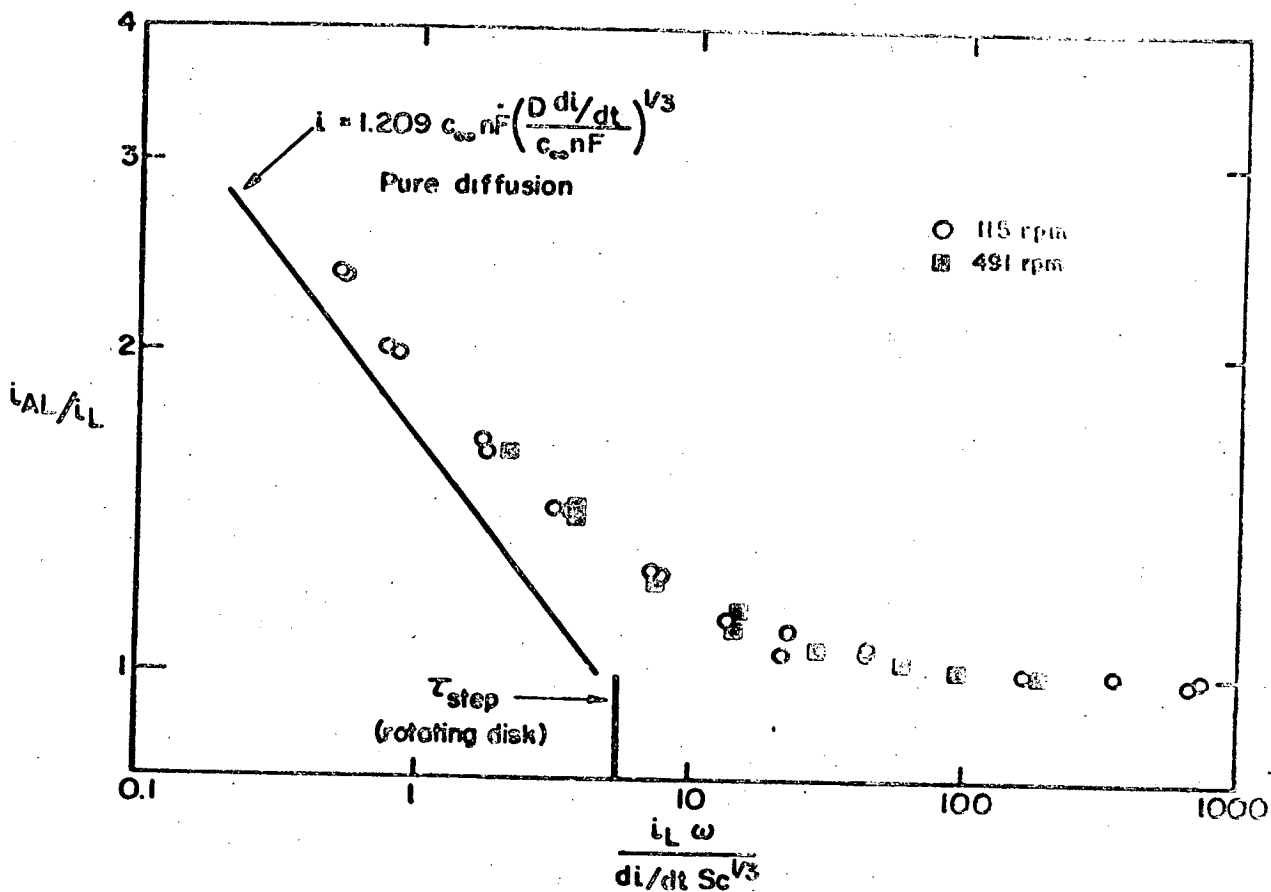 4
3
2
1
i = 1.209 c∞ nF (D di/dt / c∞ nF)^1/3
Pure diffusion
○ 115 rpm
■ 491 rpm
i_AL/i_L
τ_step
(rotating disk)
0.1 1 10 100 1000
i_L ω
di/dt Sc^1/3